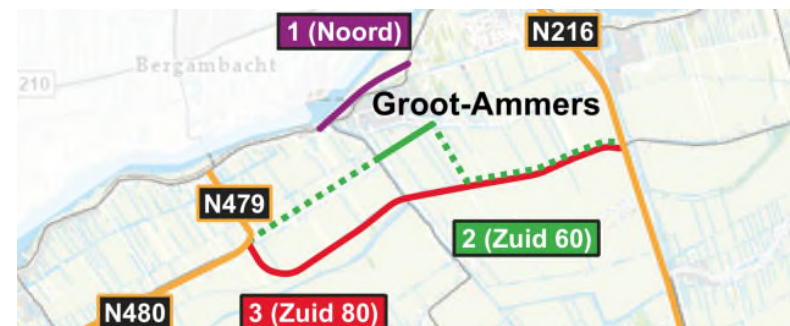 1 (Noord)
N216
Bergambacht
210
Groot-Ammers
N479
2 (Zuid 60)
N480
3 (Zuid 80)